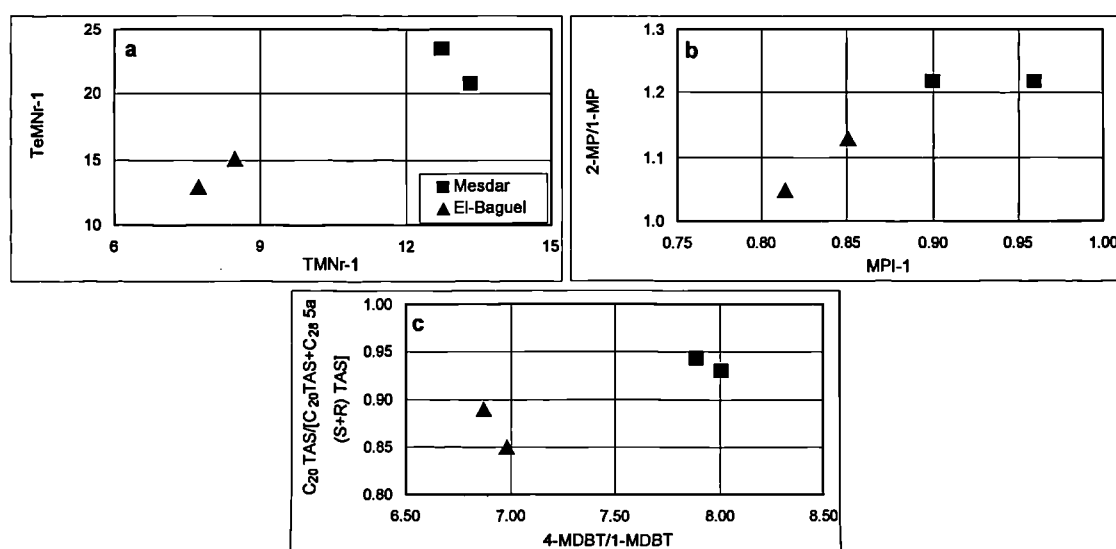 a
25
20
15
10
TeMNr-1
6
9
12
15
TMNr-1
Mesdar
El-Baguel
b
1.3
1.2
1.1
1.0
2-MP/1-MP
0.75
0.80
0.85
0.90
0.95
1.00
MPI-1
c
1.00
0.95
0.90
0.85
0.80
C20 TAS/[C20TAS+C28 5a
(S+R) TAS]
6.50
7.00
7.50
8.00
8.50
4-MDBT/1-MDBT